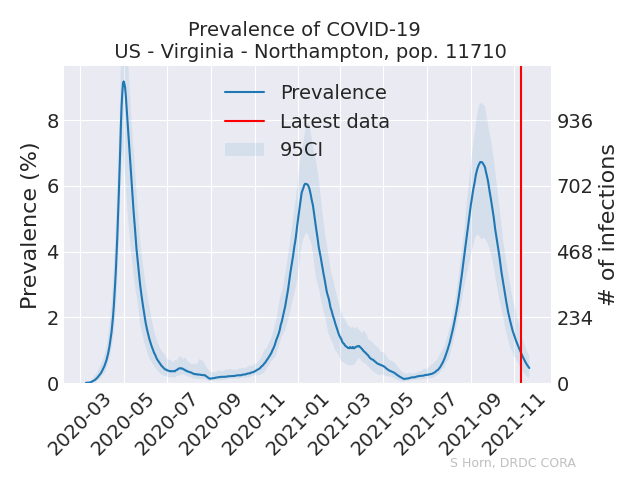 Prevalence of COVID-19
US - Virginia - Northampton, pop. 11710
Prevalence
Latest data
95CI
Prevalence (%)
8
6
4
2
0
# of infections
936
702
468
234
0
2020-03
2020-05
2020-07
2020-09
2020-11
2021-01
2021-03
2021-05
2021-07
2021-09
2021-11
S Horn, DRDC CORA